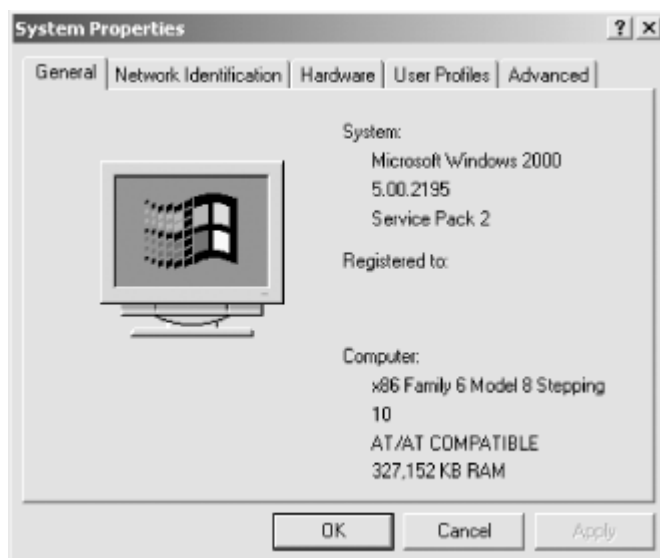 System Properties
? ×
General Network Identification Hardware User Profiles Advanced
System:
Microsoft Windows 2000
5.00.2195
Service Pack 2
Registered to:
Computer:
x86 Family 6 Model 8 Stepping
10
AT/AT COMPATIBLE
327,152 KB RAM
OK Cancel Apply